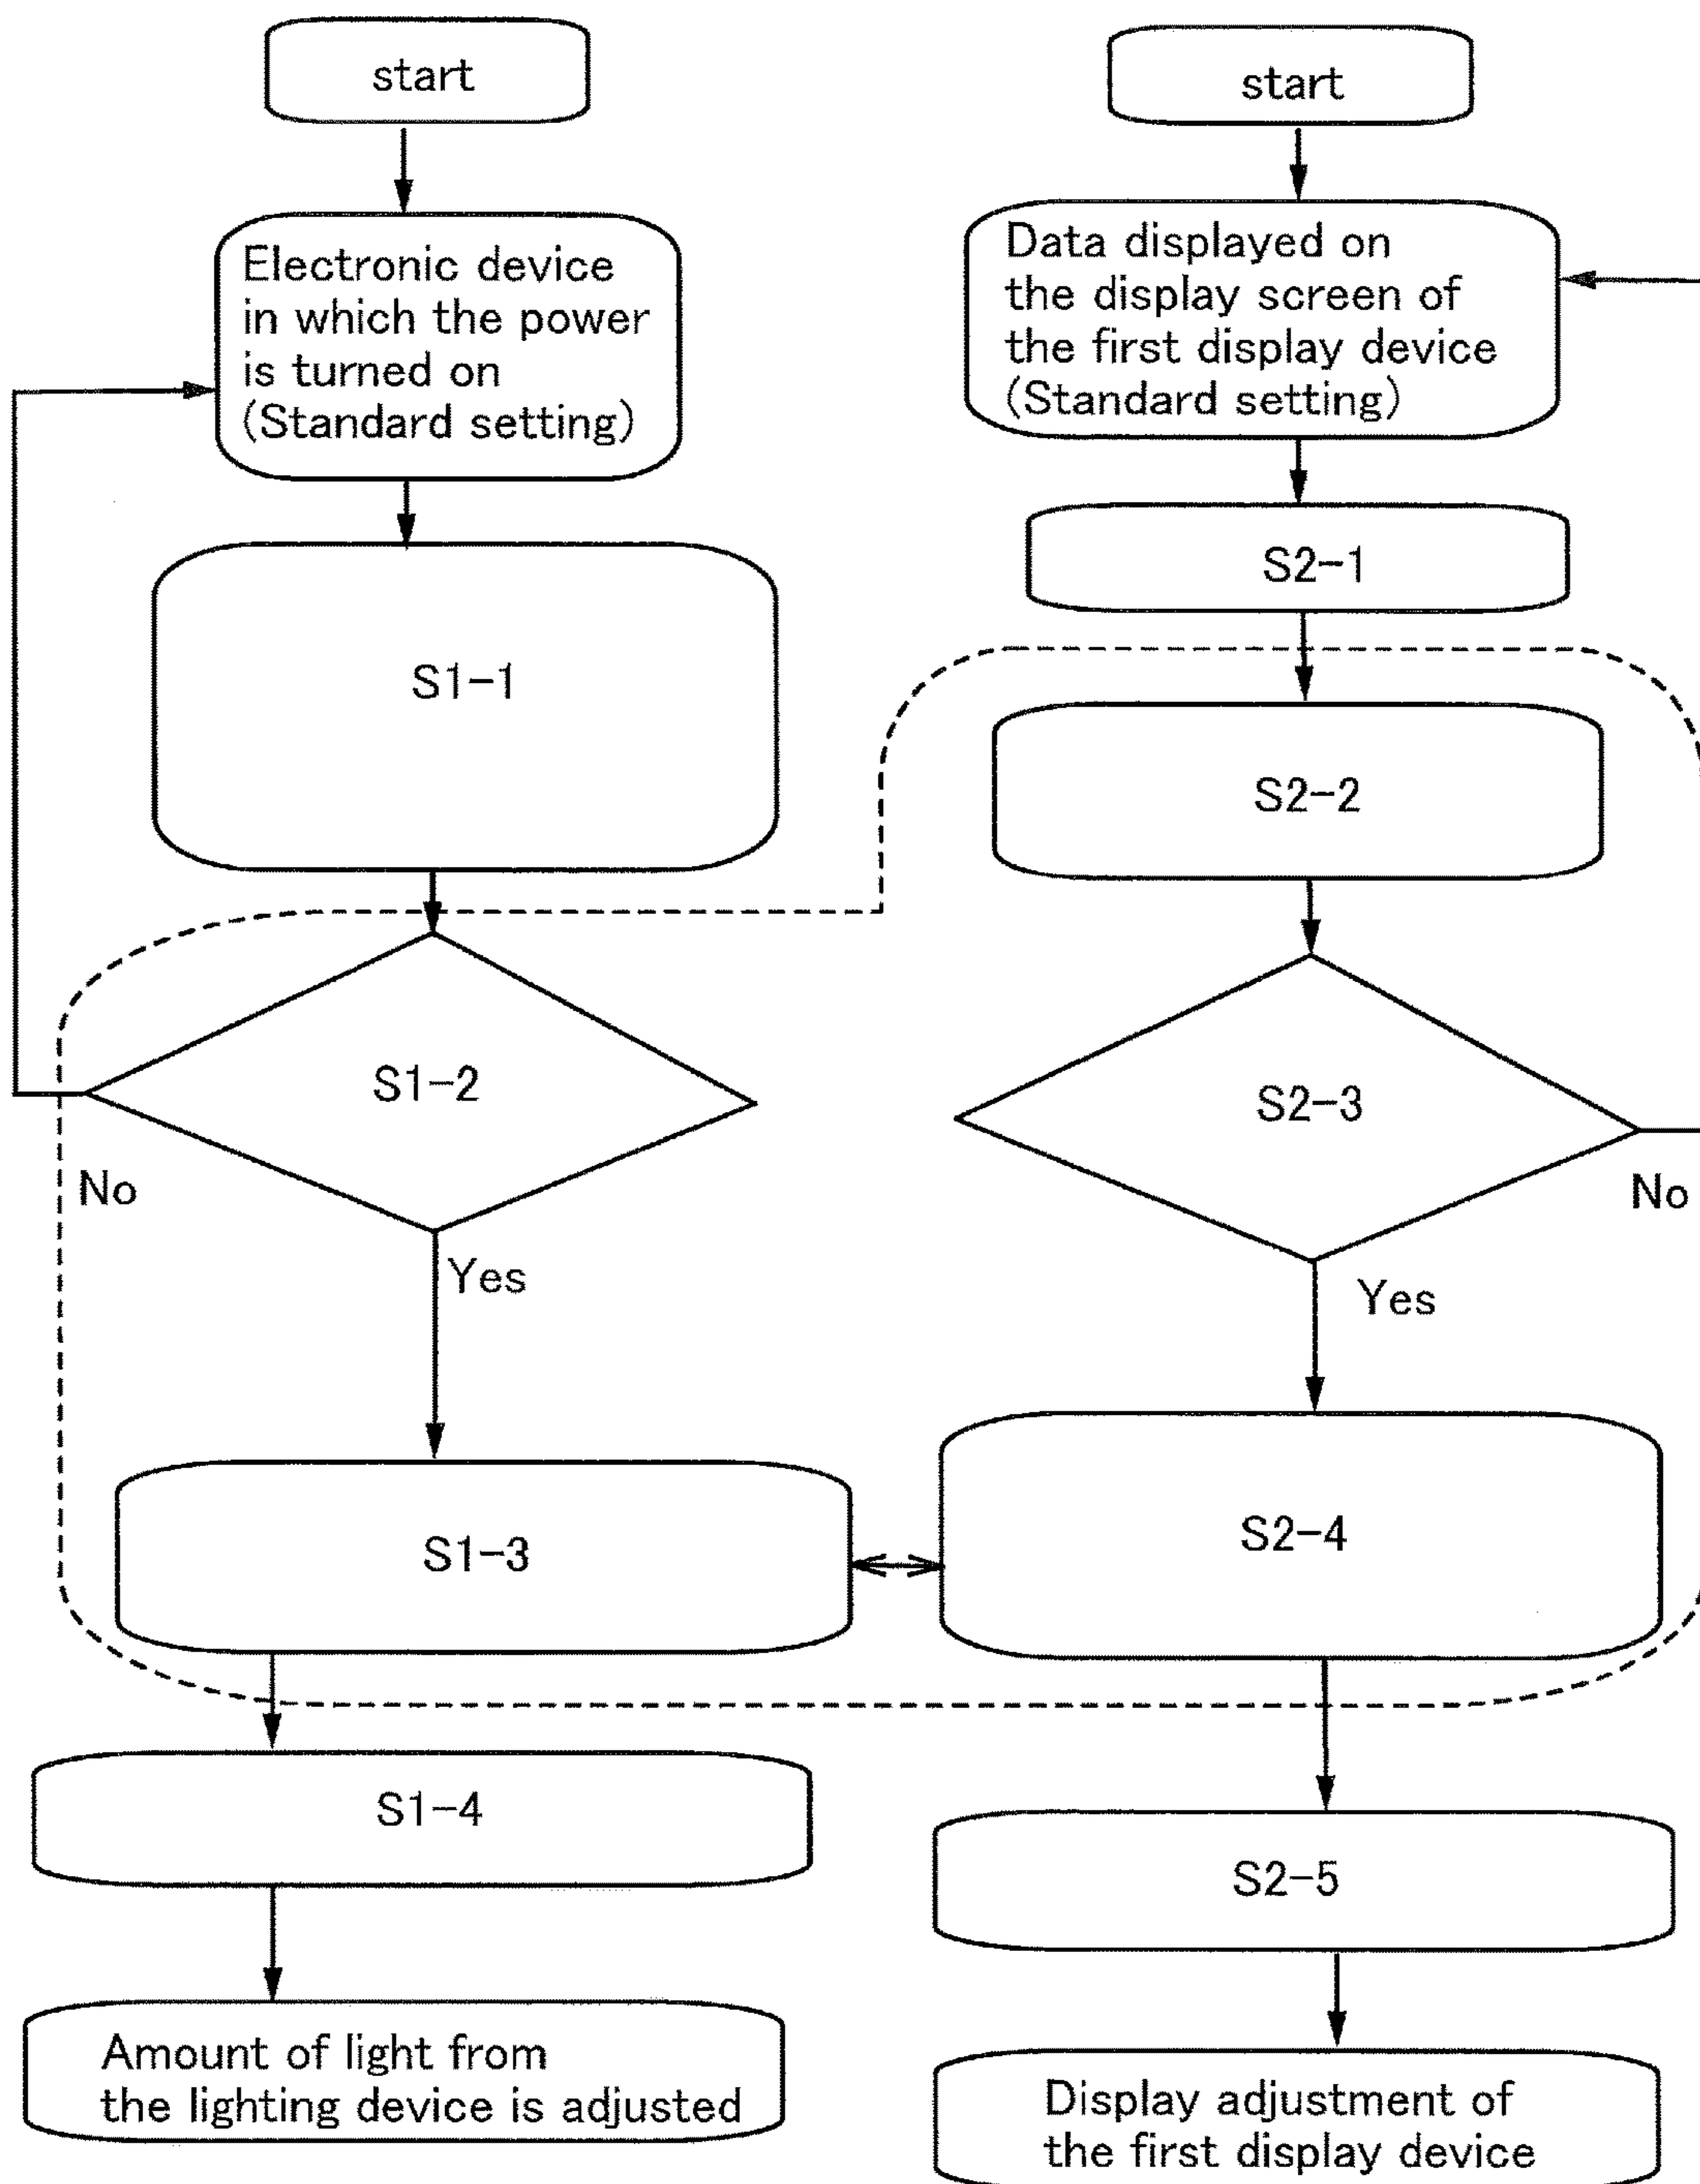 start
Electronic device
in which the power
is turned on
(Standard setting)
S1-1
S1-2
No
Yes
S1-3
S1-4
Amount of light from
the lighting device is adjusted
start
Data displayed on
the display screen of
the first display device
(Standard setting)
S2-1
S2-2
S2-3
No
Yes
S2-4
S2-5
Display adjustment of
the first display device